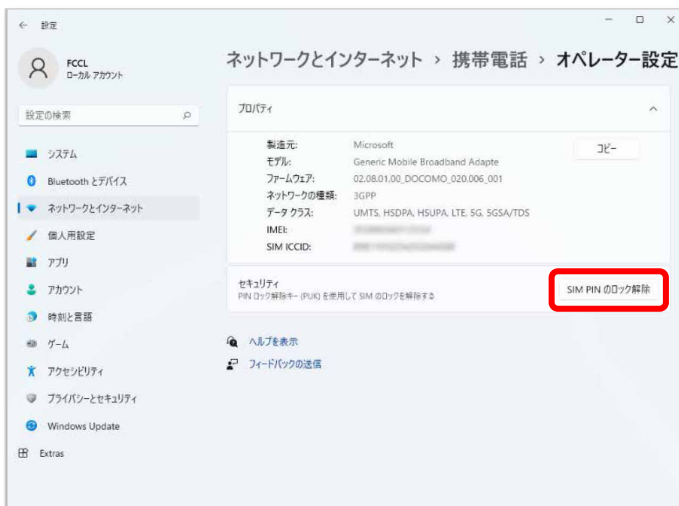 設定
FCCL
ローカル アカウント
設定の検索
システム
Bluetooth とデバイス
ネットワークとインターネット
個人用設定
アプリ
アカウント
時刻と言語
ゲーム
アクセシビリティ
プライバシーとセキュリティ
Windows Update
Extras
ネットワークとインターネット > 携帯電話 > オペレーター設定
プロパティ
製造元: Microsoft
コピー
モデル: Generic Mobile Broadband Adapte
ファームウェア: 02.08.01.00_DOCOMO_020.006_001
ネットワークの種類: 3GPP
データ クラス: UMTS, HSDPA, HSUPA, LTE, 5G, 5GSA/TDS
IMEI:
SIM ICCID:
セキュリティ
PIN ロック解除キー (PUK) を使用して SIM のロックを解除する
SIM PIN のロック解除
ヘルプを表示
フィードバックの送信